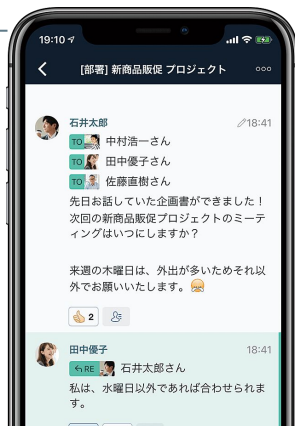 19:10
[部署] 新商品販促 プロジェクト
石井太郎 18:41
TO 中村浩一さん
TO 田中優子さん
TO 佐藤直樹さん
先日お話していた企画書ができました！
次回の新商品販促プロジェクトのミーテ
ィングはいつにしますか？
来週の木曜日は、外出が多いためそれ以
外でお願いいたします。
2
田中優子 18:41
RE 石井太郎さん
私は、水曜日以外であれば合わせられま
す。